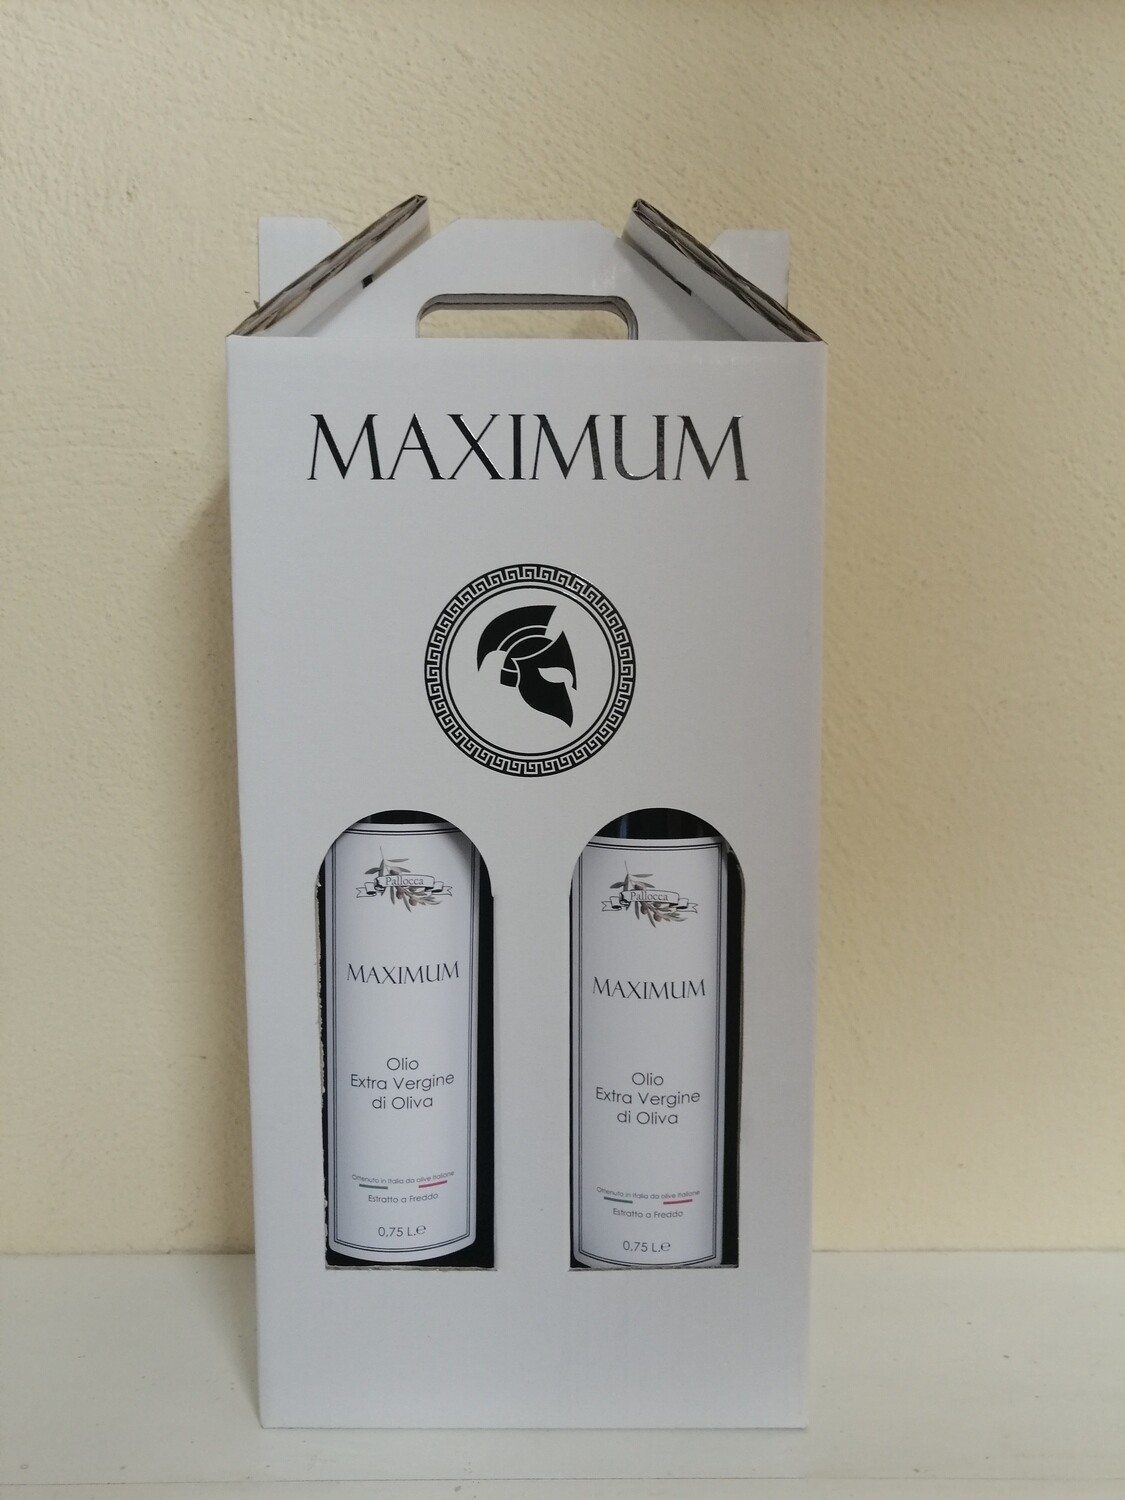 MAXIMUM
Pallocca
MAXIMUM
Olio
Extra Vergine
di Oliva
Ottenuto in Italia da olive Italiane
Estratto a Freddo
0,75 L.e
Pallocca
MAXIMUM
Olio
Extra Vergine
di Oliva
Ottenuto in Italia da olive Italiane
Estratto a Freddo
0,75 L.e